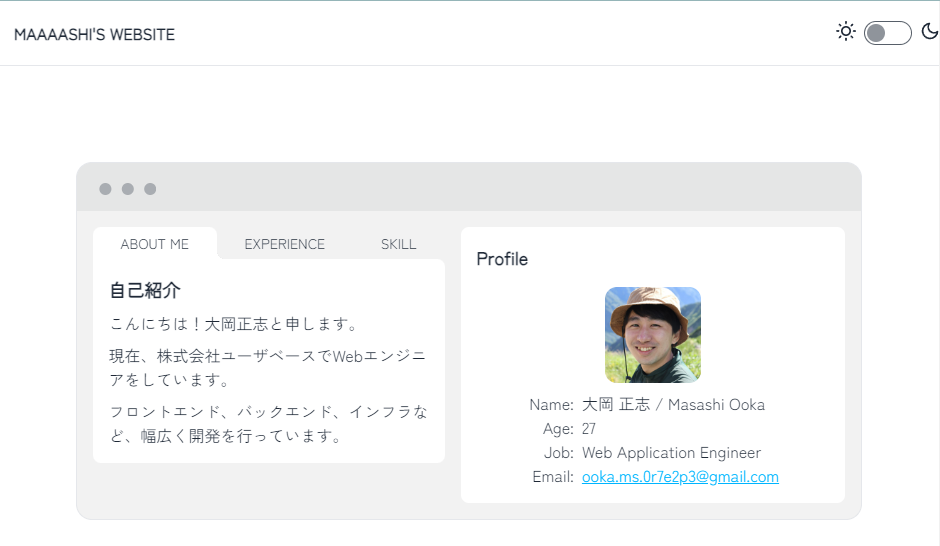 MAAAASHI'S WEBSITE
ABOUT ME
EXPERIENCE
SKILL
自己紹介
こんにちは！大岡正志と申します。
現在、株式会社ユーザベースでWebエンジニ
アをしています。
フロントエンド、バックエンド、インフラな
ど、幅広く開発を行っています。
Profile
Name: 大岡 正志 / Masashi Ooka
Age: 27
Job: Web Application Engineer
Email: ooka.ms.0r7e2p3@gmail.com